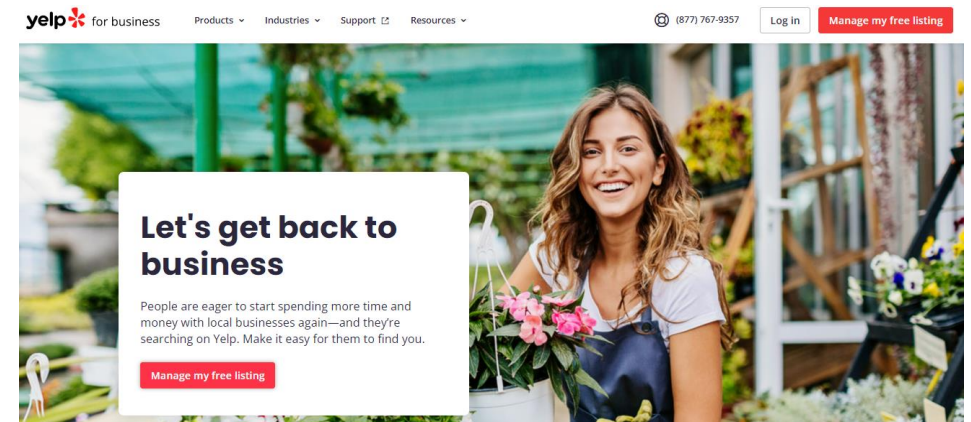 yelp for business
Products
Industries
Support
Resources
(877) 767-9357
Log in
Manage my free listing
Let's get back to
business
People are eager to start spending more time and
money with local businesses again—and they're
searching on Yelp. Make it easy for them to find you.
Manage my free listing